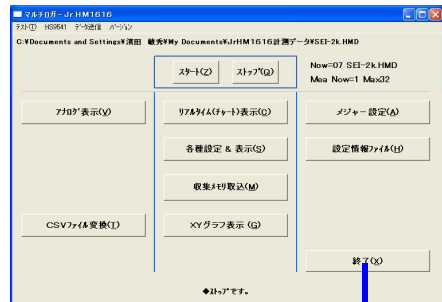 マルチロガーJr HM1616
テスト(T) HS9541 データ送信 バージョン
C:¥Documents and Settings¥濱田 敏秀¥My Documents¥JrHM1616計測データ¥SEI-2k.HMD
スタート(Z) ストップ(Q)
Now=07 SEI-2k.HMD
Mea Now=1 Max32
アナログ表示(V) リアルタイム(チャート)表示(C) メジャー設定(A)
各種設定 & 表示(S) 設定情報ファイル(H)
収集メモリ取込(M)
CSVファイル変換(T) XYグラフ表示 (G)
終了(X)
◆ストップです。